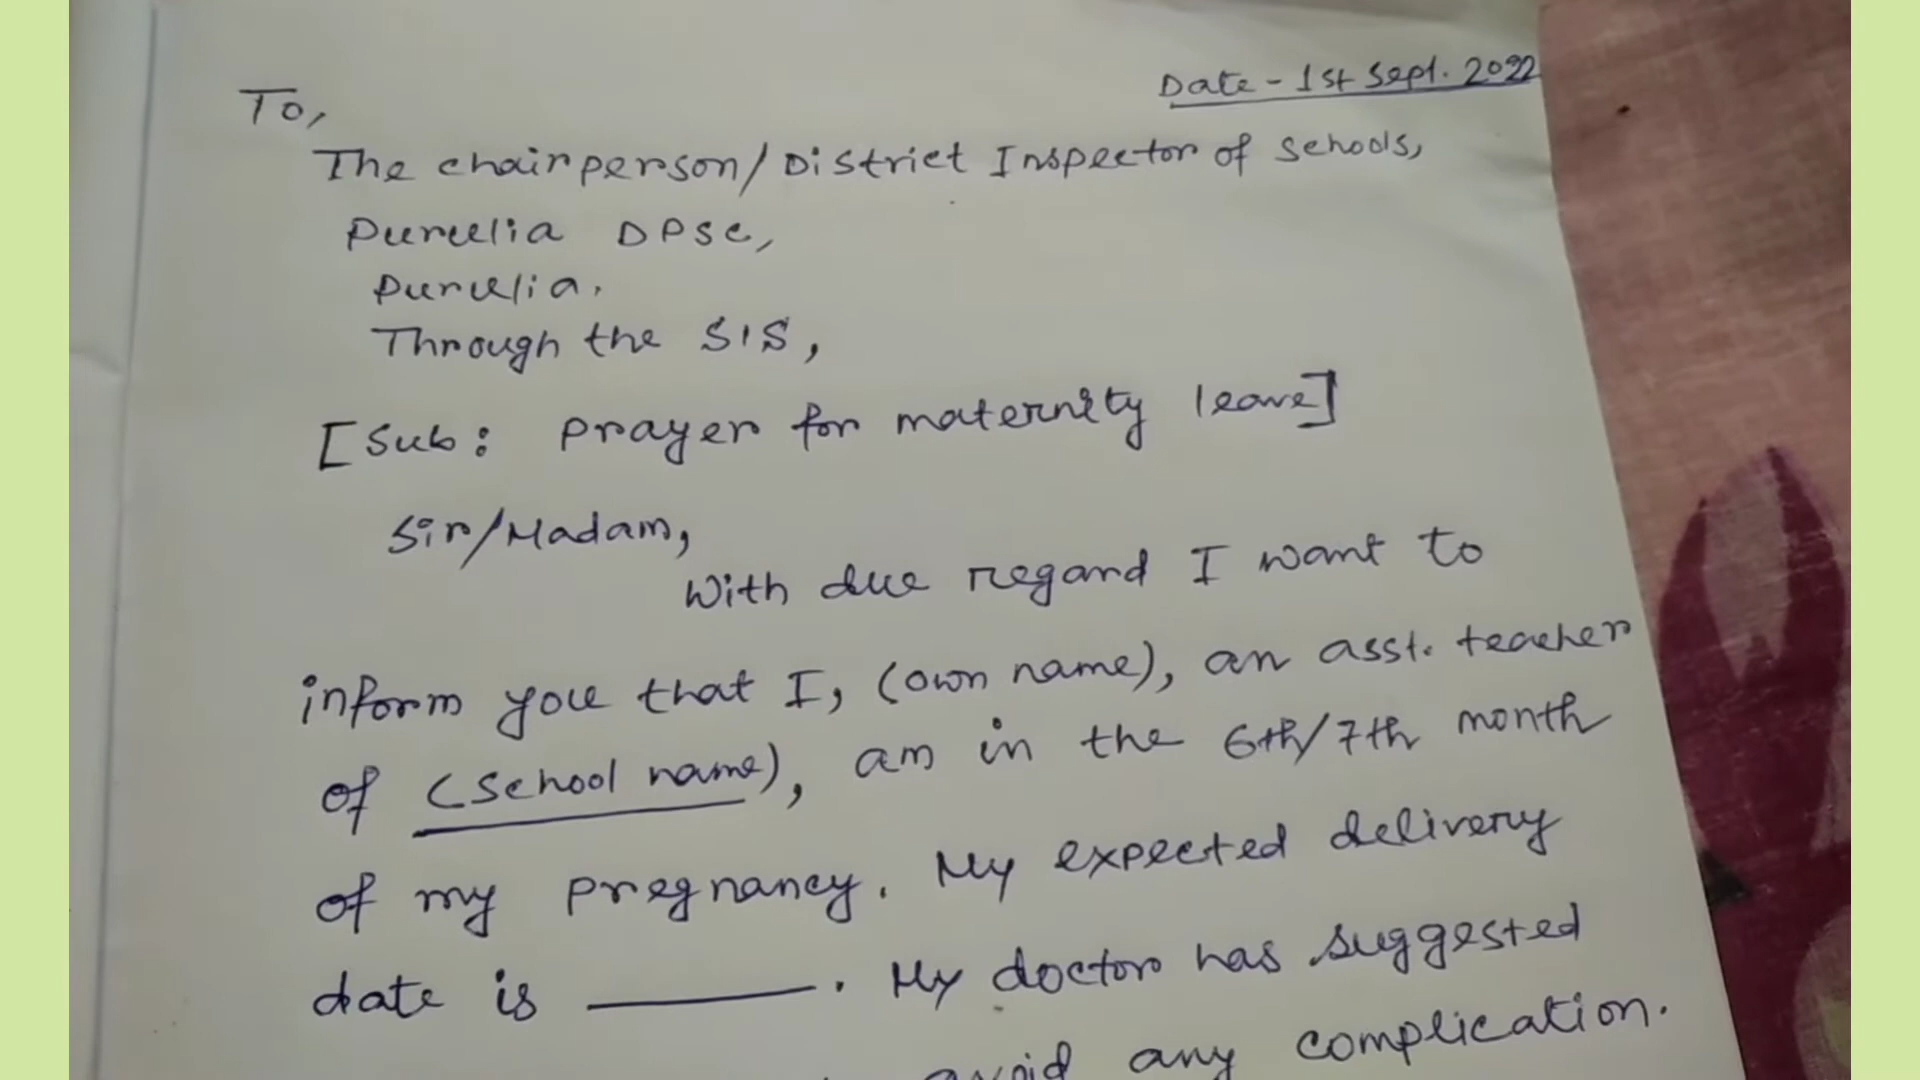 Date - 1st Sept. 2022
To,
The chairperson/District Inspector of schools,
Purulia DPSC,
Purulia.
Through the SIS,
[Sub: Prayer for maternity leave]
Sir/Madam,
With due regard I want to
inform you that I, (own name), an asst. teacher
of (School name), am in the 6th/7th month
of my pregnancy. My expected delivery
date is ______. My doctor has suggested
avoid any complication.